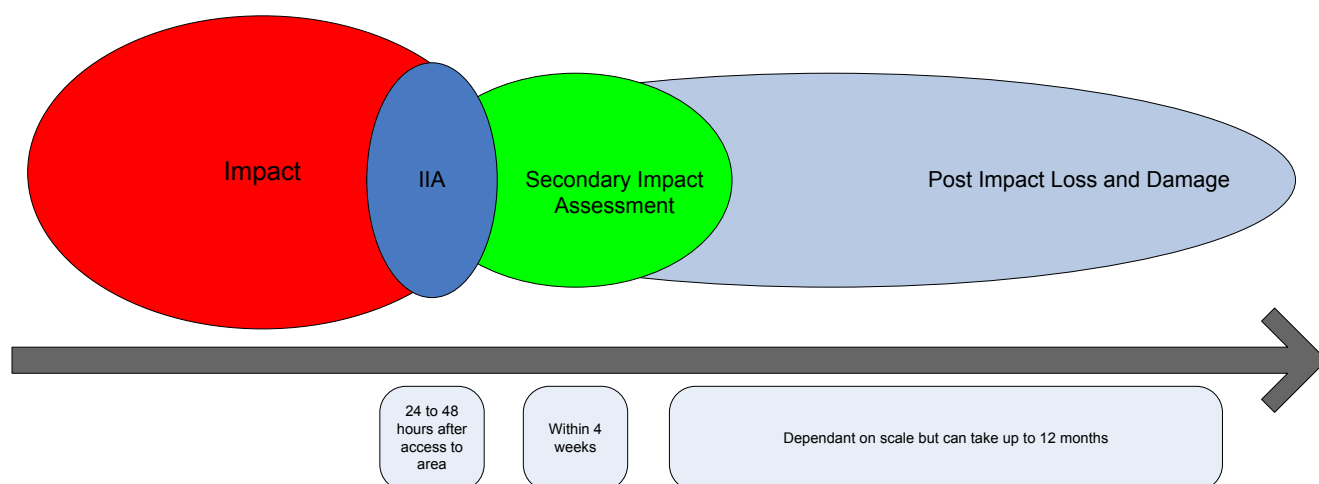 Impact
IIA
Secondary Impact
Assessment
Post Impact Loss and Damage
24 to 48
hours after
access to
area
Within 4
weeks
Dependant on scale but can take up to 12 months